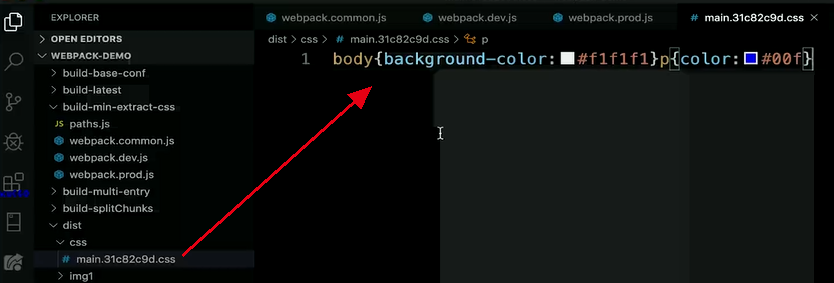 EXPLORER
webpack.common.js webpack.dev.js webpack.prod.js # main.31c82c9d.css ×
> OPEN EDITORS
dist > css > # main.31c82c9d.css > p
WEBPACK-DEMO
1 body{background-color:#f1f1f1}p{color:#00f}
> build-base-conf
> build-latest
build-min-extract-css
JS paths.js
webpack.common.js
webpack.dev.js
webpack.prod.js
> build-multi-entry
> build-splitChunks
dist
css
# main.31c82c9d.css
> img1